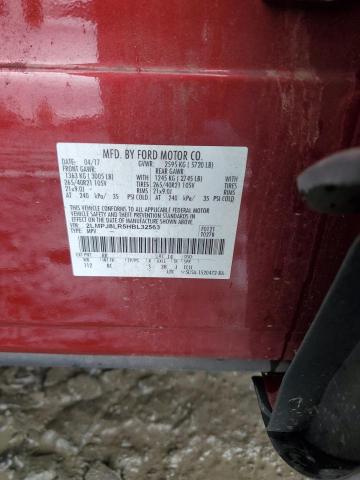 MFD. BY FORD MOTOR CO.
DATE: 04/17 GVWR: 2595 KG ( 5720 LB)
FRONT GAWR: REAR GAWR:
1363 KG ( 3005 LB) 1245 KG ( 2745 LB)
265/40R21 105V TIRES 265/40R21 105V
21x9.0J RIMS 21x9.0J
AT 240 kPa / 35 PSI COLD AT 240 kPa / 35 PSI COLD
THIS VEHICLE CONFORMS TO ALL APPLICABLE FEDERAL MOTOR
VEHICLE SAFETY, BUMPER, AND THEFT PREVENTION STANDARDS
IN EFFECT ON THE DATE OF MANUFACTURE SHOWN ABOVE.
VIN: 2LMPJ8LR5HBL32563
TYPE: MPV
EXT PNT: RR